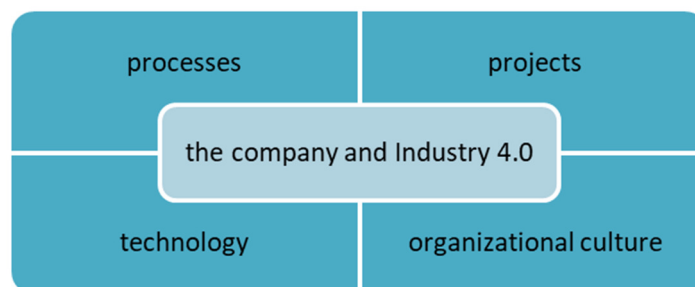 processes
projects
the company and Industry 4.0
technology
organizational culture